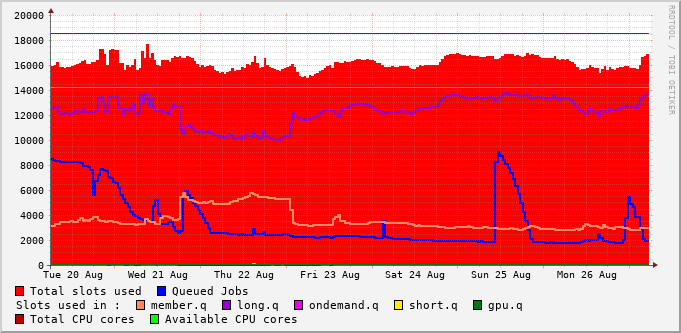 20000
18000
16000
14000
12000
10000
8000
6000
4000
2000
0
Tue 20 Aug Wed 21 Aug Thu 22 Aug Fri 23 Aug Sat 24 Aug Sun 25 Aug Mon 26 Aug
Total slots used Queued Jobs
Slots used in : member.q long.q ondemand.q short.q gpu.q
Total CPU cores Available CPU cores
RRDTOOL / TOBI OETIKER